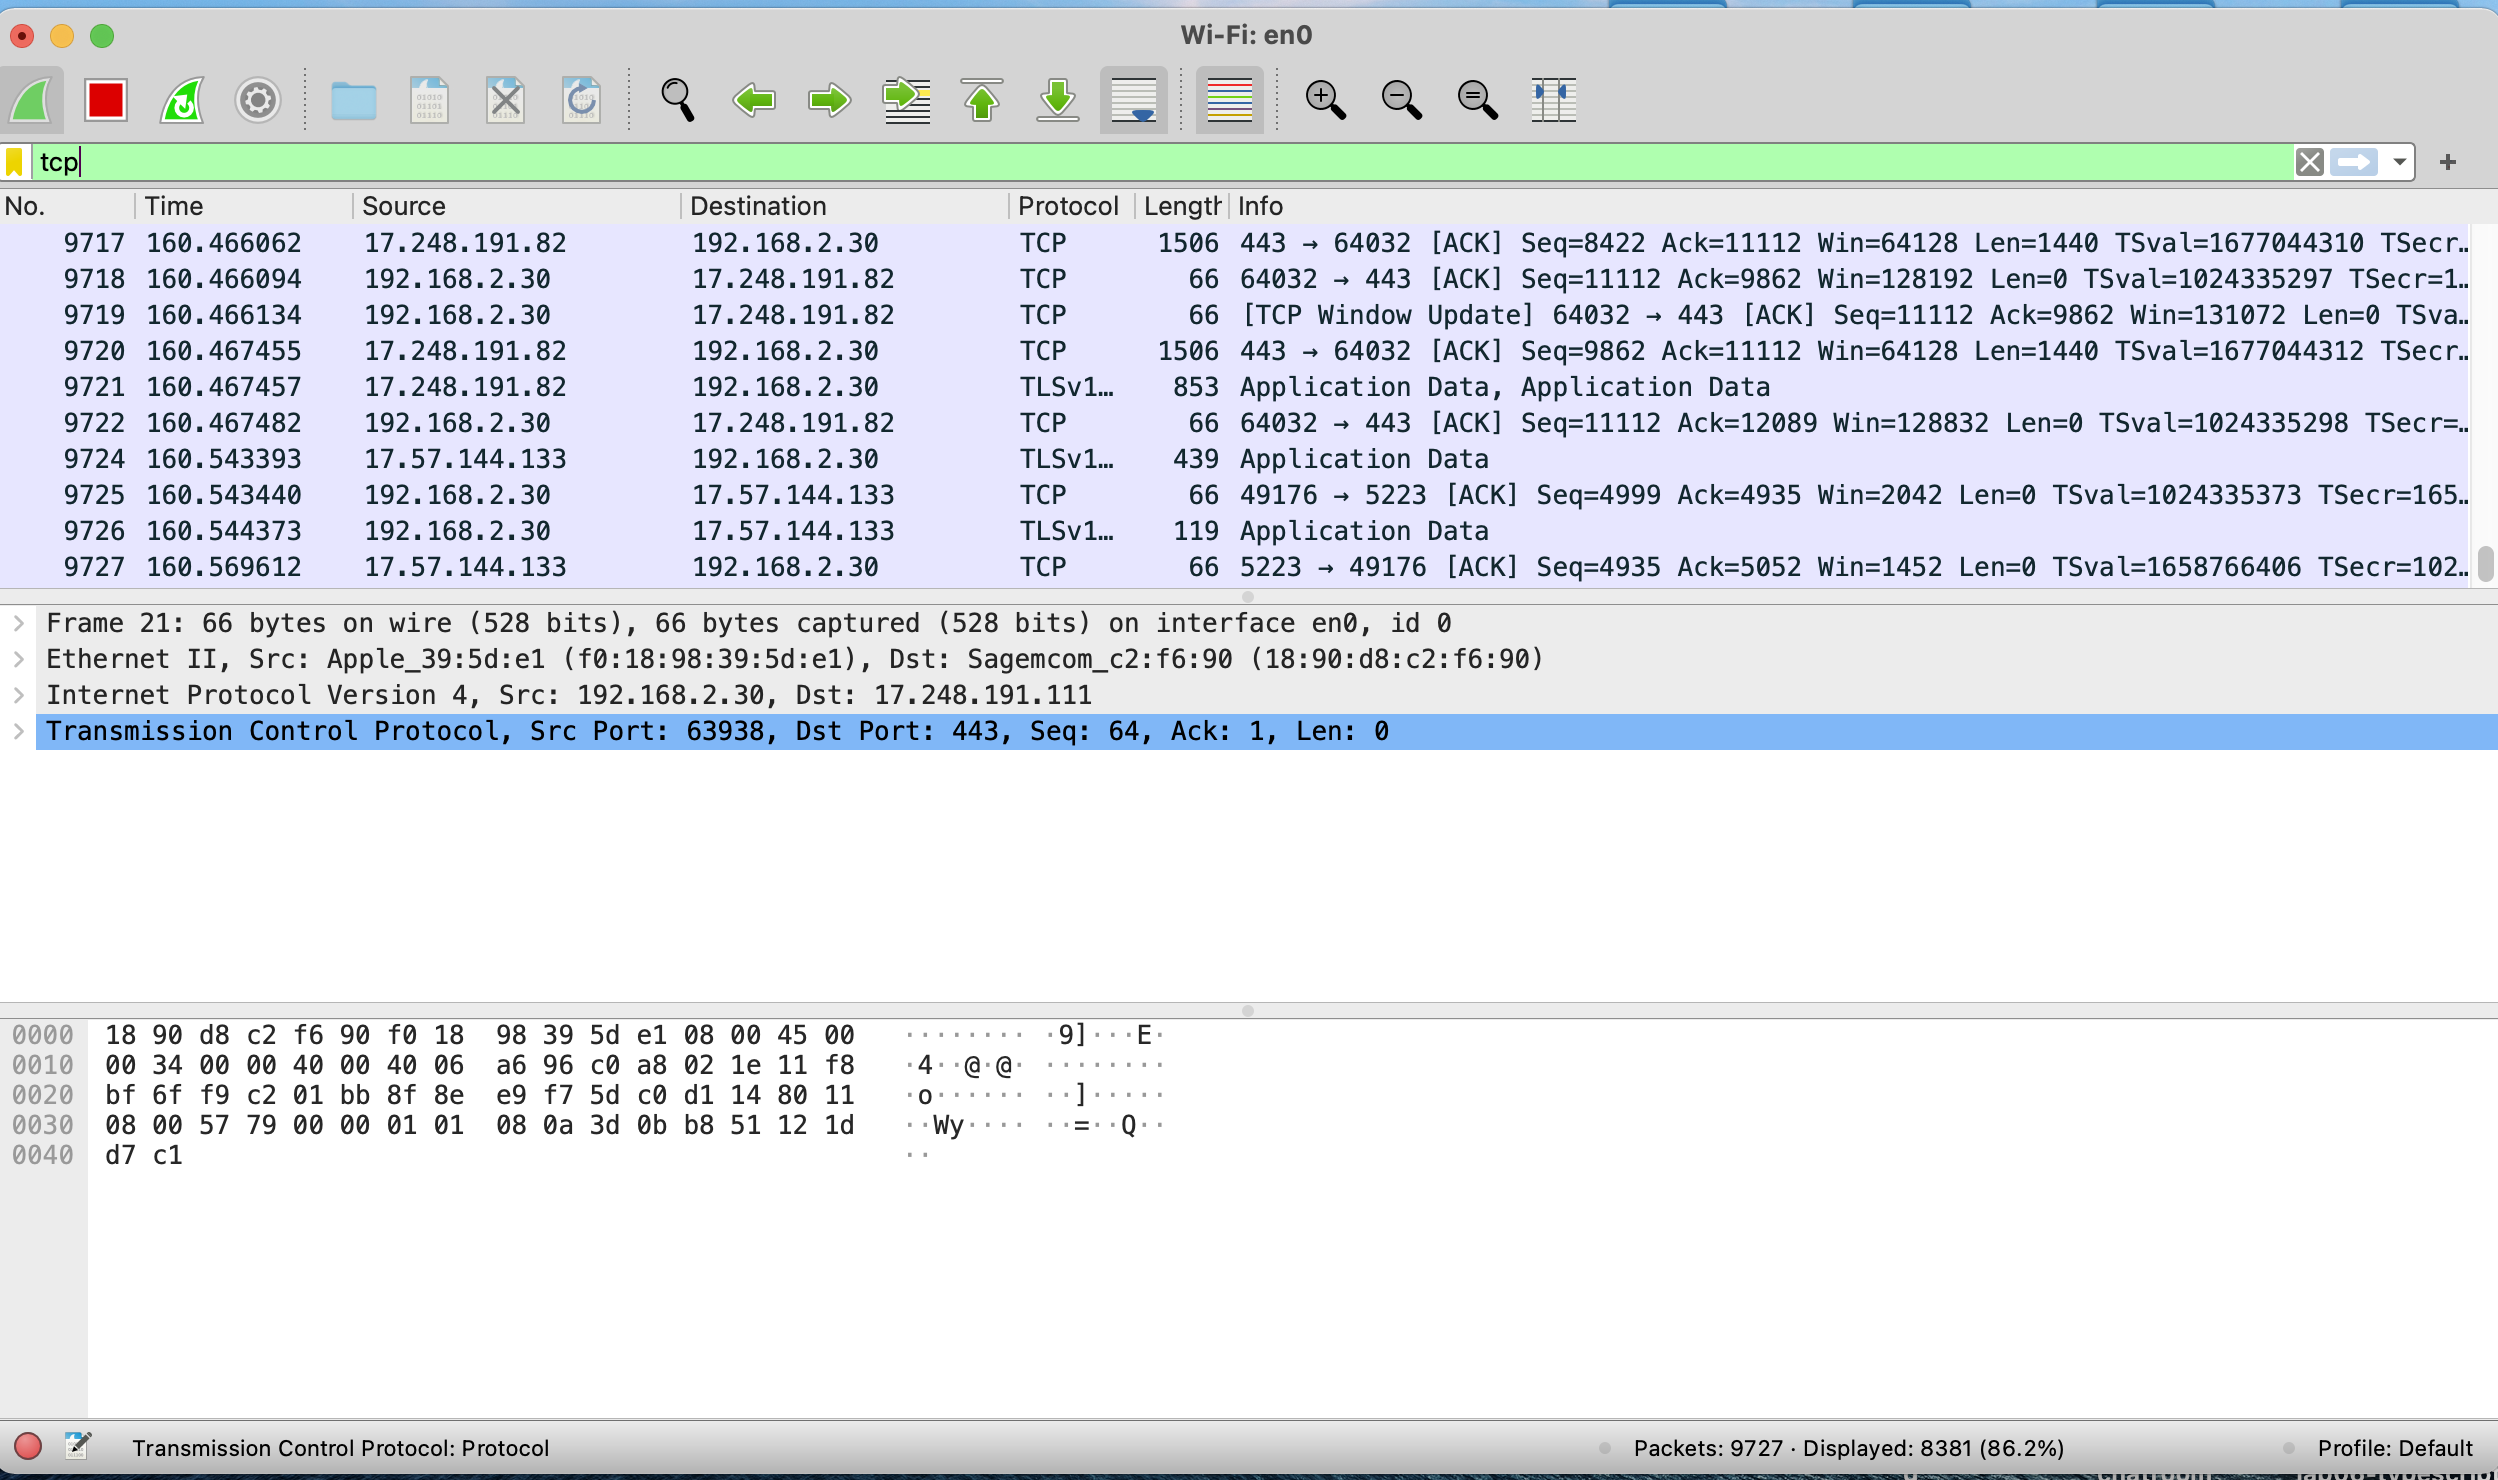 Wi-Fi: en0
tcp
No. Time Source Destination Protocol Length Info
9717 160.466062 17.248.191.82 192.168.2.30 TCP 1506 443 → 64032 [ACK] Seq=8422 Ack=11112 Win=64128 Len=1440 TSval=1677044310 TSecr…
9718 160.466094 192.168.2.30 17.248.191.82 TCP 66 64032 → 443 [ACK] Seq=11112 Ack=9862 Win=128192 Len=0 TSval=1024335297 TSecr=1…
9719 160.466134 192.168.2.30 17.248.191.82 TCP 66 [TCP Window Update] 64032 → 443 [ACK] Seq=11112 Ack=9862 Win=131072 Len=0 TSva…
9720 160.467455 17.248.191.82 192.168.2.30 TCP 1506 443 → 64032 [ACK] Seq=9862 Ack=11112 Win=64128 Len=1440 TSval=1677044312 TSecr…
9721 160.467457 17.248.191.82 192.168.2.30 TLSv1… 853 Application Data, Application Data
9722 160.467482 192.168.2.30 17.248.191.82 TCP 66 64032 → 443 [ACK] Seq=11112 Ack=12089 Win=128832 Len=0 TSval=1024335298 TSecr=…
9724 160.543393 17.57.144.133 192.168.2.30 TLSv1… 439 Application Data
9725 160.543440 192.168.2.30 17.57.144.133 TCP 66 49176 → 5223 [ACK] Seq=4999 Ack=4935 Win=2042 Len=0 TSval=1024335373 TSecr=165…
9726 160.544373 192.168.2.30 17.57.144.133 TLSv1… 119 Application Data
9727 160.569612 17.57.144.133 192.168.2.30 TCP 66 5223 → 49176 [ACK] Seq=4935 Ack=5052 Win=1452 Len=0 TSval=1658766406 TSecr=102…
Frame 21: 66 bytes on wire (528 bits), 66 bytes captured (528 bits) on interface en0, id 0
Ethernet II, Src: Apple_39:5d:e1 (f0:18:98:39:5d:e1), Dst: Sagemcom_c2:f6:90 (18:90:d8:c2:f6:90)
Internet Protocol Version 4, Src: 192.168.2.30, Dst: 17.248.191.111
Transmission Control Protocol, Src Port: 63938, Dst Port: 443, Seq: 64, Ack: 1, Len: 0
0000 18 90 d8 c2 f6 90 f0 18 98 39 5d e1 08 00 45 00 ········ ·9]···E·
0010 00 34 00 00 40 00 40 06 a6 96 c0 a8 02 1e 11 f8 ·4··@·@· ········
0020 bf 6f f9 c2 01 bb 8f 8e e9 f7 5d c0 d1 14 80 11 ·o······ ··]·····
0030 08 00 57 79 00 00 01 01 08 0a 3d 0b b8 51 12 1d ··Wy···· ··=··Q··
0040 d7 c1 ··
Transmission Control Protocol: Protocol Packets: 9727 · Displayed: 8381 (86.2%) Profile: Default